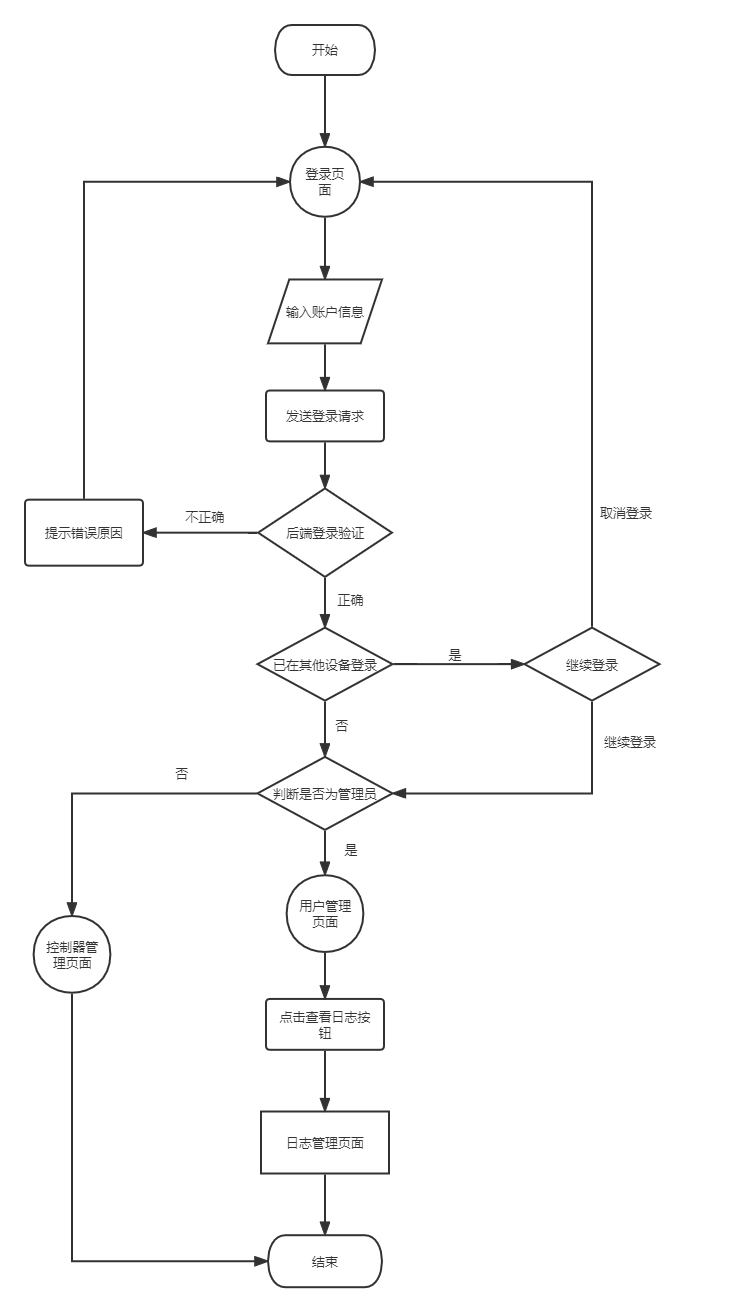 开始
登录页
面
输入账户信息
发送登录请求
取消登录
不正确
提示错误原因
后端登录验证
正确
是
已在其他设备登录
继续登录
否
继续登录
否
判断是否为管理员
是
用户管理
页面
控制器管
理页面
点击查看日志按
钮
日志管理页面
结束